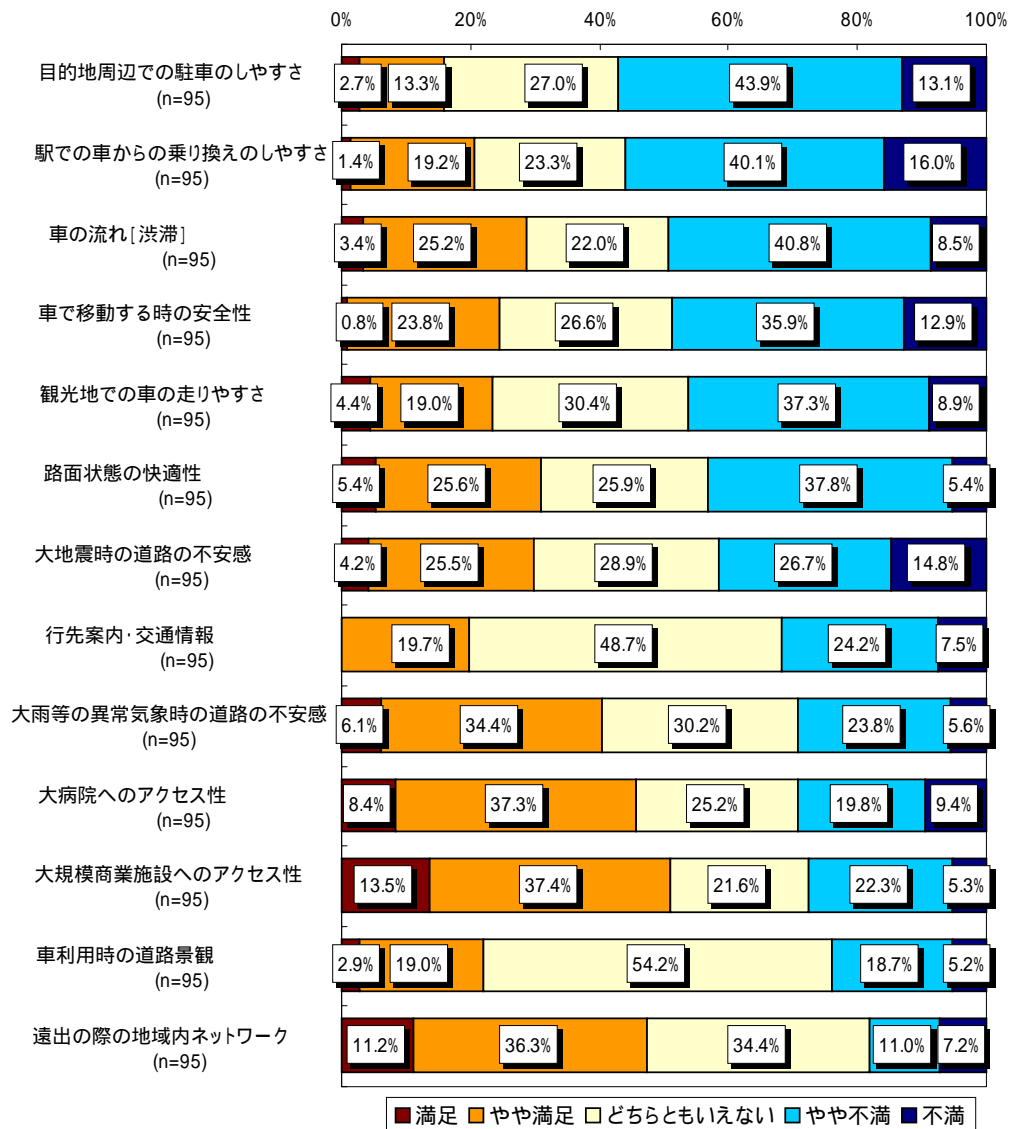 0% 20% 40% 60% 80% 100%
目的地周辺での駐車のしやすさ
(n=95)
2.7% 13.3% 27.0% 43.9% 13.1%
駅での車からの乗り換えのしやすさ
(n=95)
1.4% 19.2% 23.3% 40.1% 16.0%
車の流れ[渋滞]
(n=95)
3.4% 25.2% 22.0% 40.8% 8.5%
車で移動する時の安全性
(n=95)
0.8% 23.8% 26.6% 35.9% 12.9%
観光地での車の走りやすさ
(n=95)
4.4% 19.0% 30.4% 37.3% 8.9%
路面状態の快適性
(n=95)
5.4% 25.6% 25.9% 37.8% 5.4%
大地震時の道路の不安感
(n=95)
4.2% 25.5% 28.9% 26.7% 14.8%
行先案内･交通情報
(n=95)
19.7% 48.7% 24.2% 7.5%
大雨等の異常気象時の道路の不安感
(n=95)
6.1% 34.4% 30.2% 23.8% 5.6%
大病院へのアクセス性
(n=95)
8.4% 37.3% 25.2% 19.8% 9.4%
大規模商業施設へのアクセス性
(n=95)
13.5% 37.4% 21.6% 22.3% 5.3%
車利用時の道路景観
(n=95)
2.9% 19.0% 54.2% 18.7% 5.2%
遠出の際の地域内ネットワーク
(n=95)
11.2% 36.3% 34.4% 11.0% 7.2%
満足 やや満足 どちらともいえない やや不満 不満